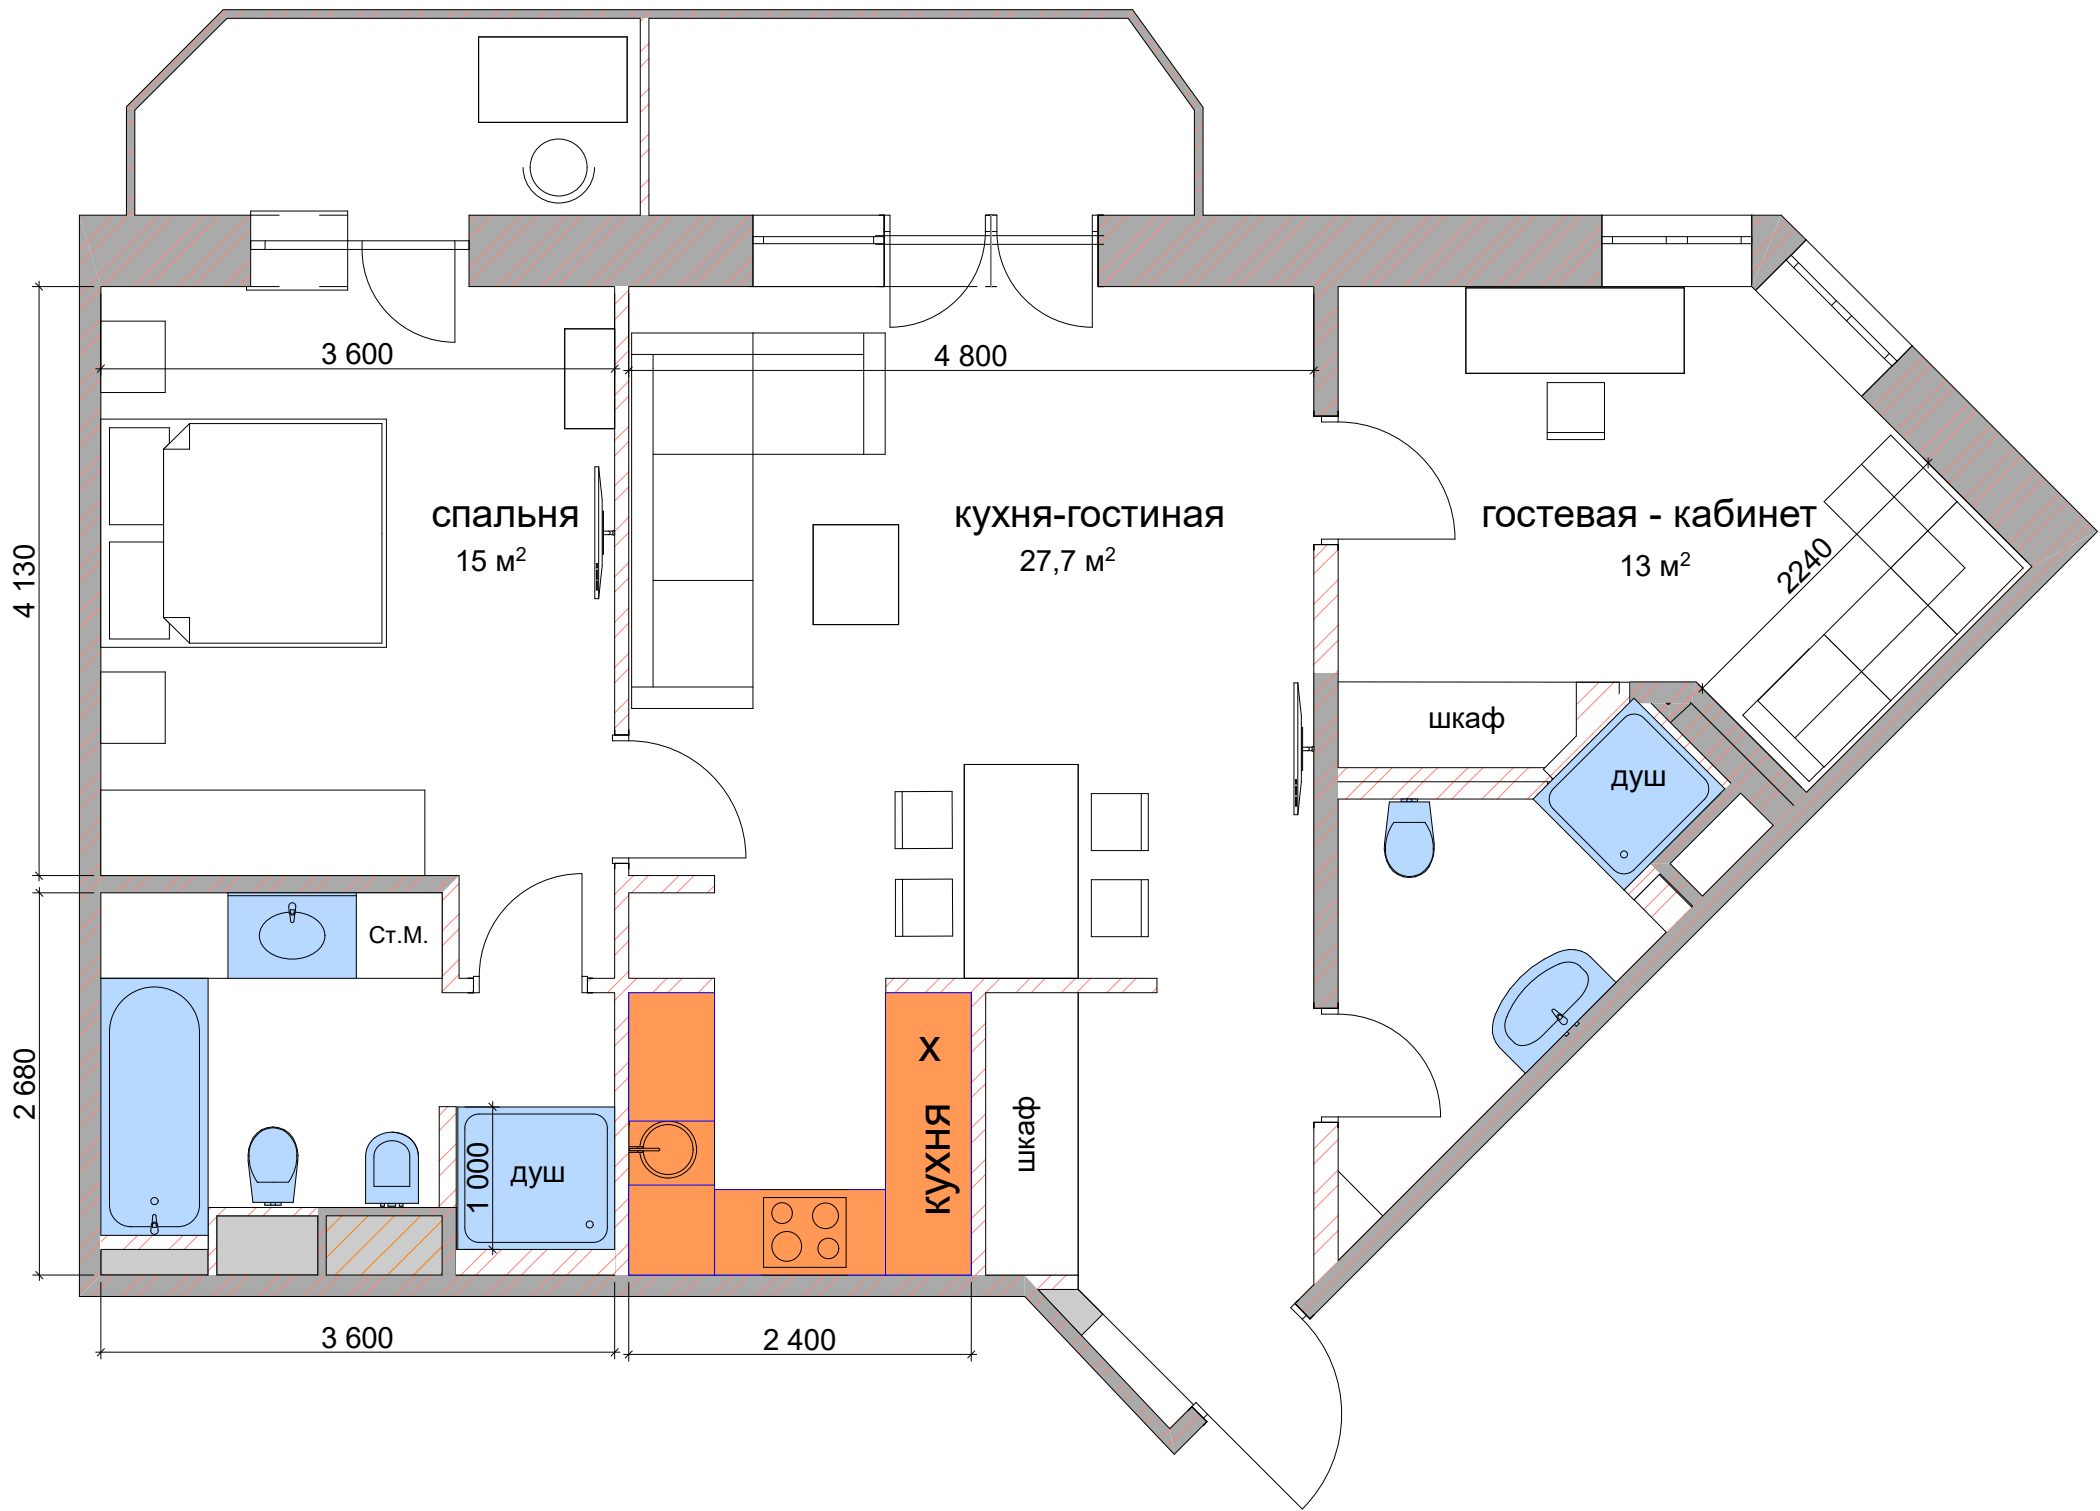 3 600
4 800
спальня
15 м²
кухня-гостиная
27,7 м²
гостевая - кабинет
13 м²
2240
4 130
шкаф
душ
Ст.М.
2 680
х
кухня
шкаф
1 000
душ
3 600
2 400